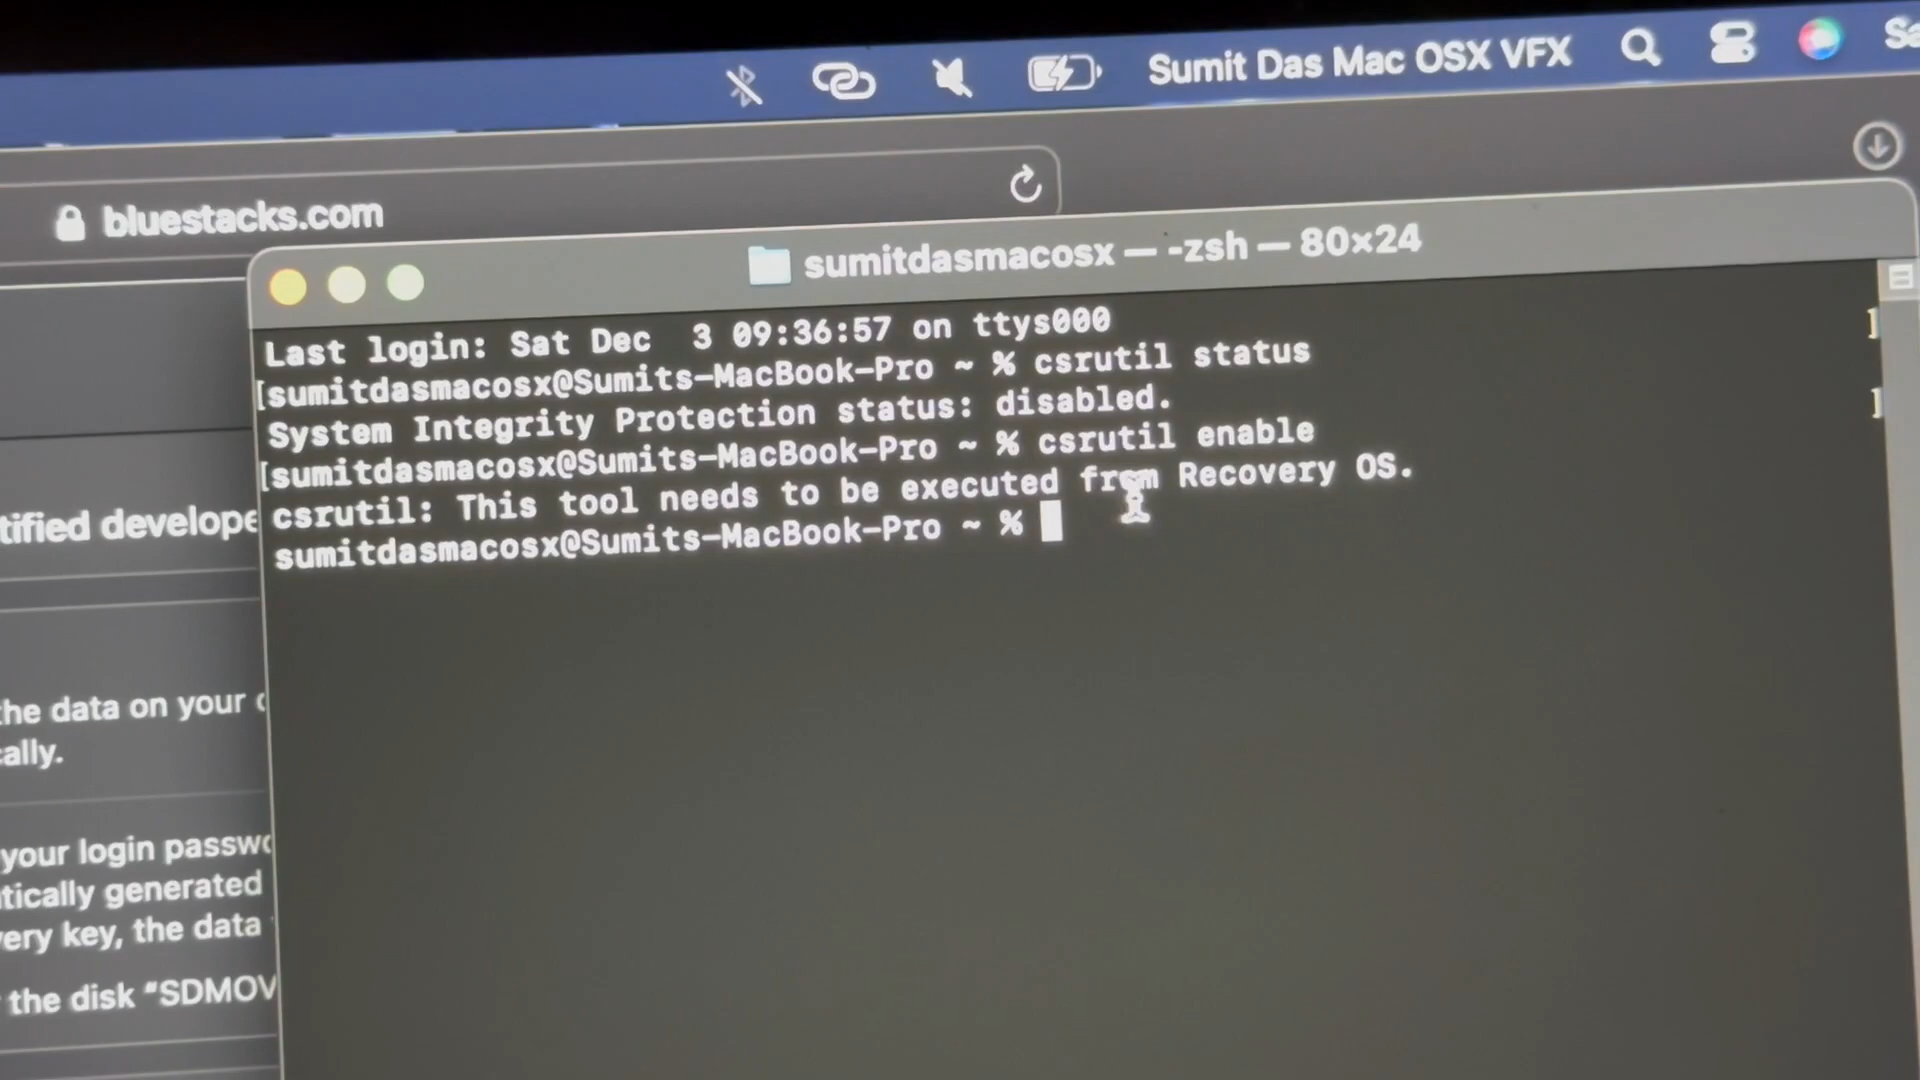 Sumit Das Mac OSX VFX
bluestacks.com
sumitdasmacosx — -zsh — 80×24
Last login: Sat Dec  3 09:36:57 on ttys000
[sumitdasmacosx@Sumits-MacBook-Pro ~ % csrutil status ]
System Integrity Protection status: disabled.
[sumitdasmacosx@Sumits-MacBook-Pro ~ % csrutil enable ]
csrutil: This tool needs to be executed from Recovery OS.
sumitdasmacosx@Sumits-MacBook-Pro ~ %
tified develope
the data on your
cally.
your login passwo
tically generated
very key, the data
the disk “SDMOV